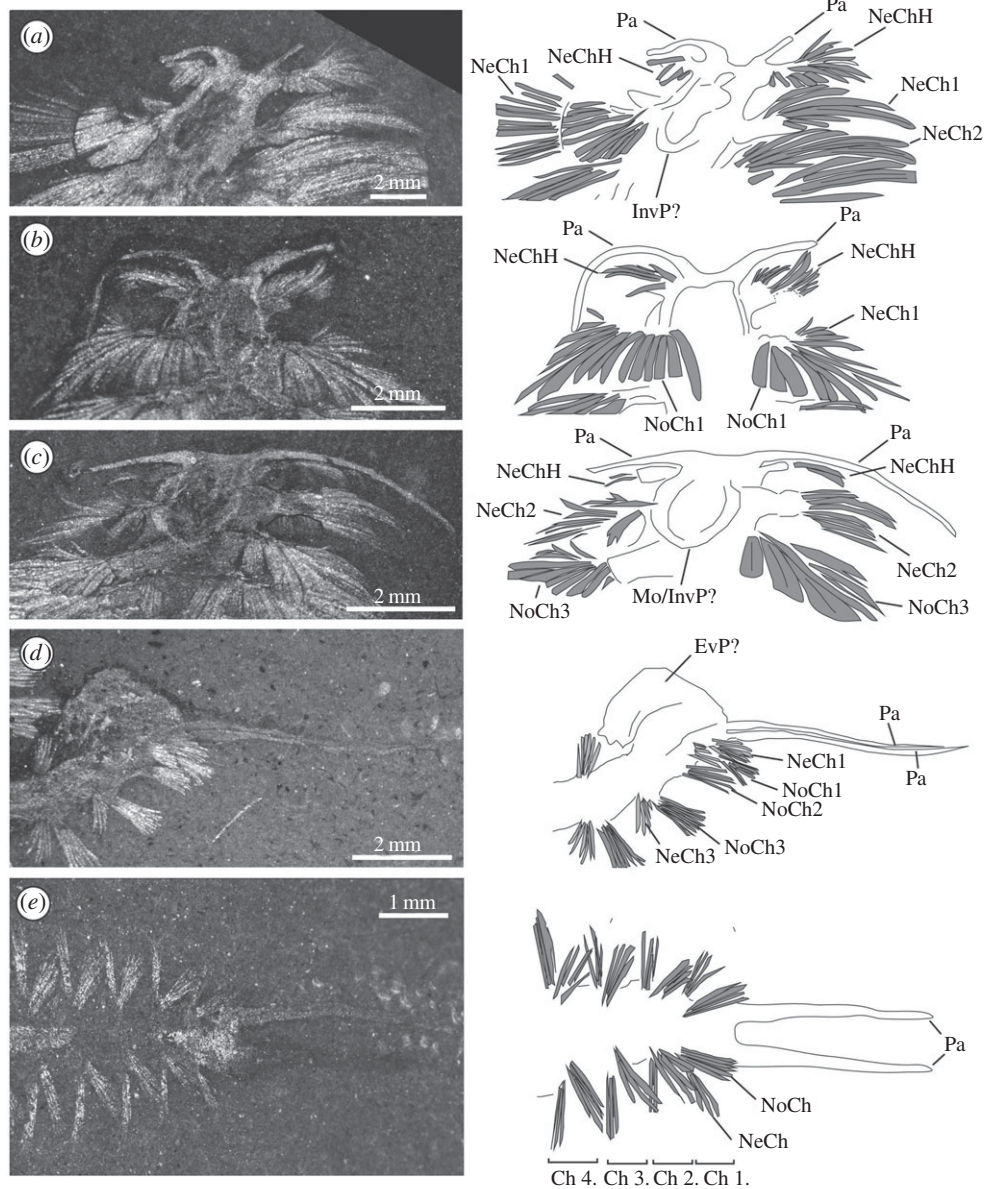 (a)
2 mm
Pa
Pa
NeChH
NeChH
NeCh1
NeCh1
NeCh2
InvP?
(b)
2 mm
Pa
Pa
NeChH
NeChH
NeCh1
NoCh1
NoCh1
(c)
2 mm
Pa
Pa
NeChH
NeChH
NeCh2
NeCh2
NoCh3
Mo/InvP?
NoCh3
(d)
2 mm
EvP?
Pa
Pa
NeCh1
NoCh1
NoCh2
NoCh3
NeCh3
(e)
1 mm
Pa
NoCh
NeCh
Ch 4. Ch 3. Ch 2. Ch 1.